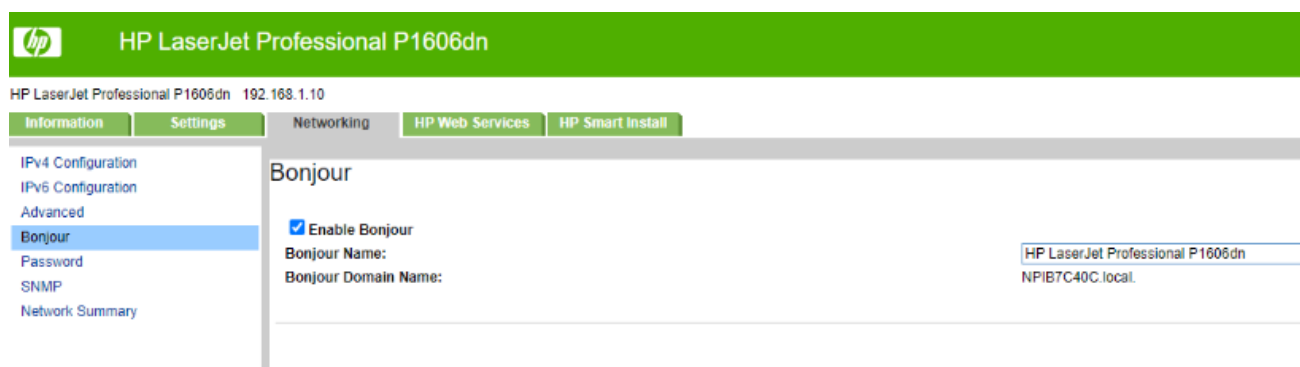 hp HP LaserJet Professional P1606dn
HP LaserJet Professional P1606dn 192.168.1.10
Information Settings Networking HP Web Services HP Smart Install
IPv4 Configuration
IPv6 Configuration
Advanced
Bonjour
Password
SNMP
Network Summary
Bonjour
Enable Bonjour
Bonjour Name: HP LaserJet Professional P1606dn
Bonjour Domain Name: NPIB7C40C.local.